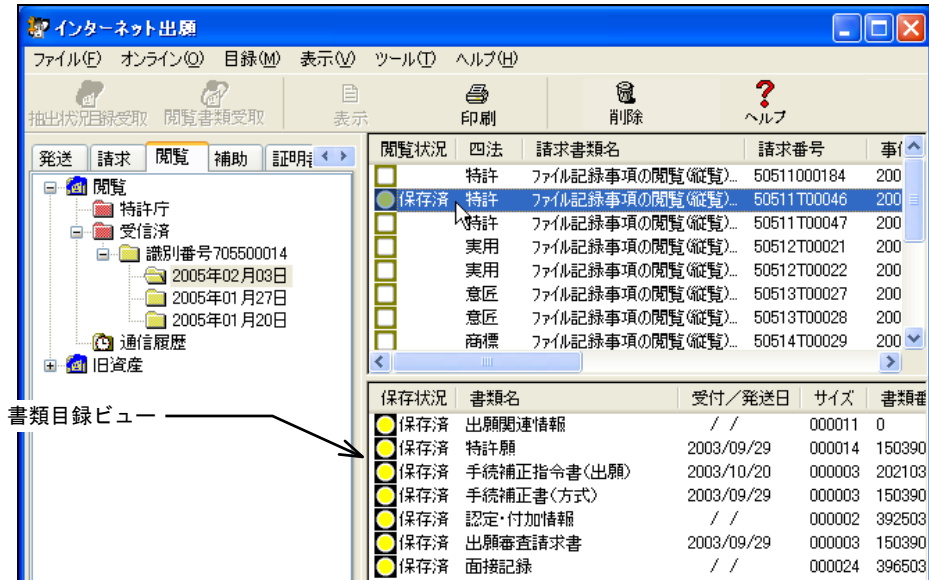 インターネット出願
ファイル(F) オンライン(O) 目録(M) 表示(V) ツール(T) ヘルプ(H)
抽出状況目録受取 閲覧書類受取 表示 印刷 削除 ヘルプ
発送 請求 閲覧 補助
閲覧
特許庁
受信済
識別番号705500014
2005年02月03日
2005年01月27日
2005年01月20日
通信履歴
旧資産
閲覧状況 四法 請求書類名 請求番号
特許 ファイル記録事項の閲覧(縦覧)... 50511000184 200
保存済 特許 ファイル記録事項の閲覧(縦覧)... 50511T00046 200
特許 ファイル記録事項の閲覧(縦覧)... 50511T00047 200
実用 ファイル記録事項の閲覧(縦覧)... 50512T00021 200
実用 ファイル記録事項の閲覧(縦覧)... 50512T00022 200
意匠 ファイル記録事項の閲覧(縦覧)... 50513T00027 200
意匠 ファイル記録事項の閲覧(縦覧)... 50513T00028 200
商標 ファイル記録事項の閲覧(縦覧)... 50514T00029 200
書類目録ビュー
保存状況 書類名 受付／発送日 サイズ 書類番
保存済 出願関連情報 / / 000011 0
保存済 特許願 2003/09/29 000014 150390
保存済 手続補正指令書(出願) 2003/10/20 000003 202103
保存済 手続補正書(方式) 2003/09/29 000003 150390
保存済 認定・付加情報 / / 000002 392503
保存済 出願審査請求書 2003/09/29 000003 150390
保存済 面接記録 / / 000024 396503